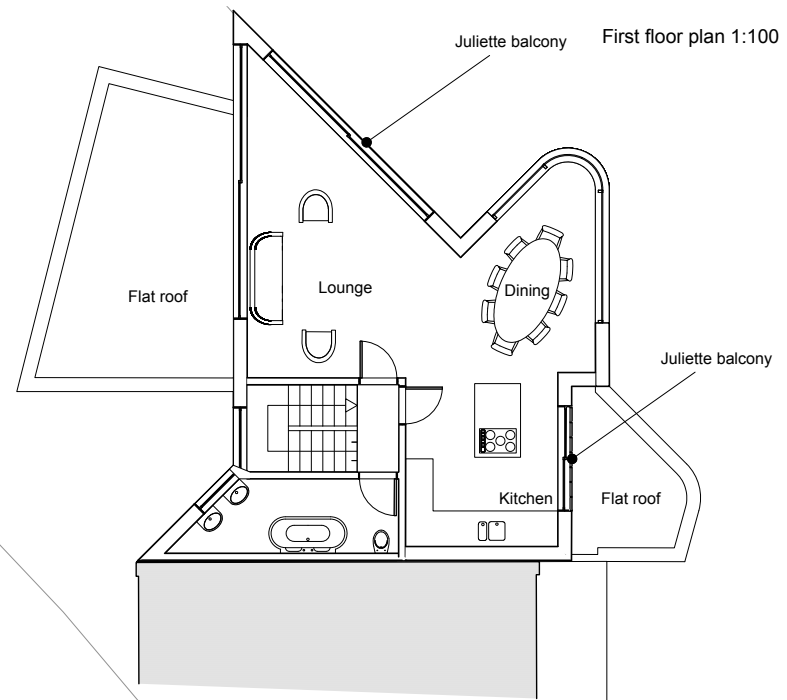 Juliette balcony
First floor plan 1:100
Flat roof
Lounge
Dining
Juliette balcony
Kitchen
Flat roof